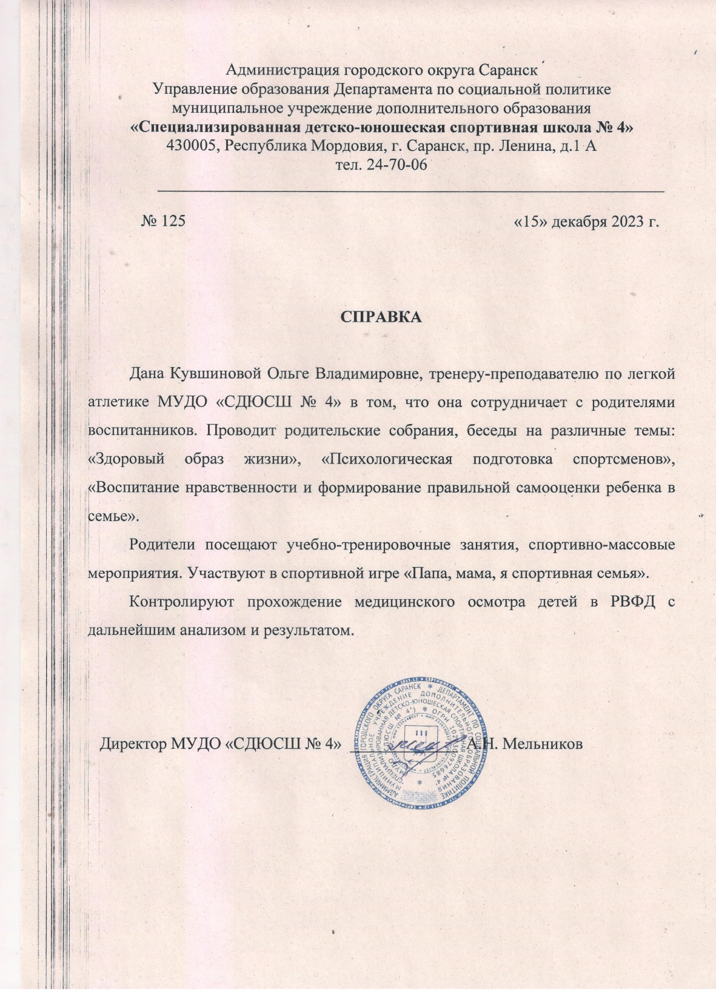 Администрация городского округа Саранск
Управление образования Департамента по социальной политике
муниципальное учреждение дополнительного образования
«Специализированная детско-юношеская спортивная школа № 4»
430005, Республика Мордовия, г. Саранск, пр. Ленина, д.1 А
тел. 24-70-06
№ 125 «15» декабря 2023 г.
СПРАВКА
Дана Кувшиновой Ольге Владимировне, тренеру-преподавателю по легкой
атлетике МУДО «СДЮСШ № 4» в том, что она сотрудничает с родителями
воспитанников. Проводит родительские собрания, беседы на различные темы:
«Здоровый образ жизни», «Психологическая подготовка спортсменов»,
«Воспитание нравственности и формирование правильной самооценки ребенка в
семье».
Родители посещают учебно-тренировочные занятия, спортивно-массовые
мероприятия. Участвуют в спортивной игре «Папа, мама, я спортивная семья».
Контролируют прохождение медицинского осмотра детей в РВФД с
дальнейшим анализом и результатом.
Директор МУДО «СДЮСШ № 4» А.Н. Мельников
АДМИНИСТРАЦИЯ ГОРОДСКОГО ОКРУГА САРАНСК * ДЕПАРТАМЕНТ ПО СОЦИАЛЬНОЙ ПОЛИТИКЕ
МУНИЦИПАЛЬНОЕ УЧРЕЖДЕНИЕ ДОПОЛНИТЕЛЬНОГО ОБРАЗОВАНИЯ
СПЕЦИАЛИЗИРОВАННАЯ ДЕТСКО-ЮНОШЕСКАЯ СПОРТИВНАЯ ШКОЛА № 4